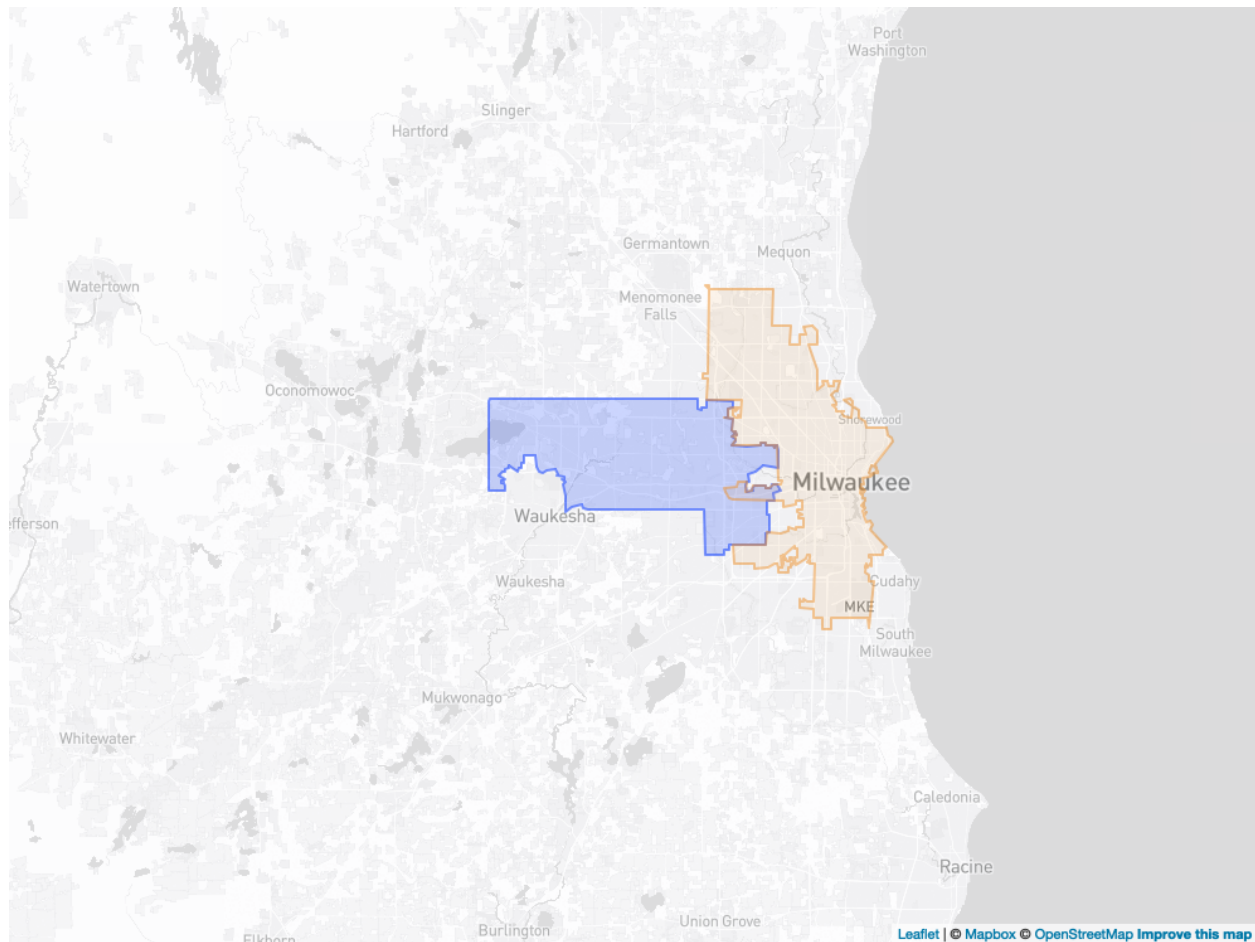 Port
Washington
Slinger
Hartford
Germantown
Mequon
Watertown
Menomonee
Falls
Oconomowoc
Shorewood
Milwaukee
Waukesha
efferson
Waukesha
Cudahy
MKE
South
Milwaukee
Mukwonago
Whitewater
Caledonia
Racine
Union Grove
Burlington
Elkhorn
Leaflet | © Mapbox © OpenStreetMap Improve this map